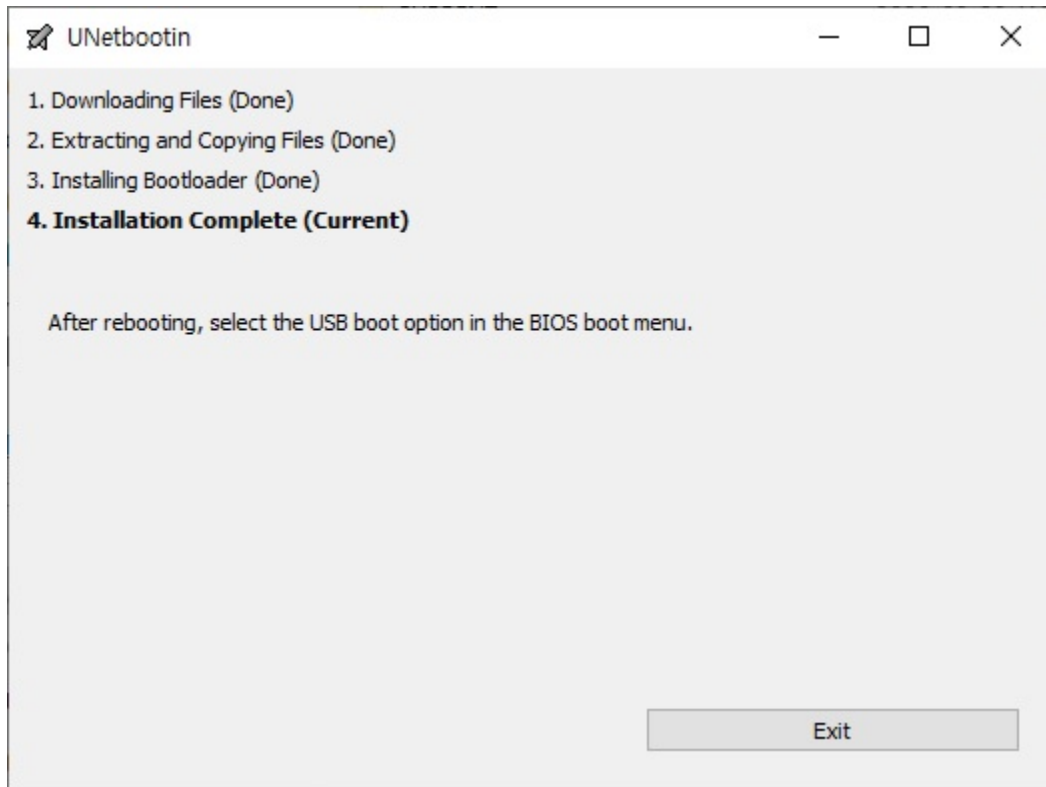 UNetbootin
1. Downloading Files (Done)
2. Extracting and Copying Files (Done)
3. Installing Bootloader (Done)
4. Installation Complete (Current)
After rebooting, select the USB boot option in the BIOS boot menu.
Exit